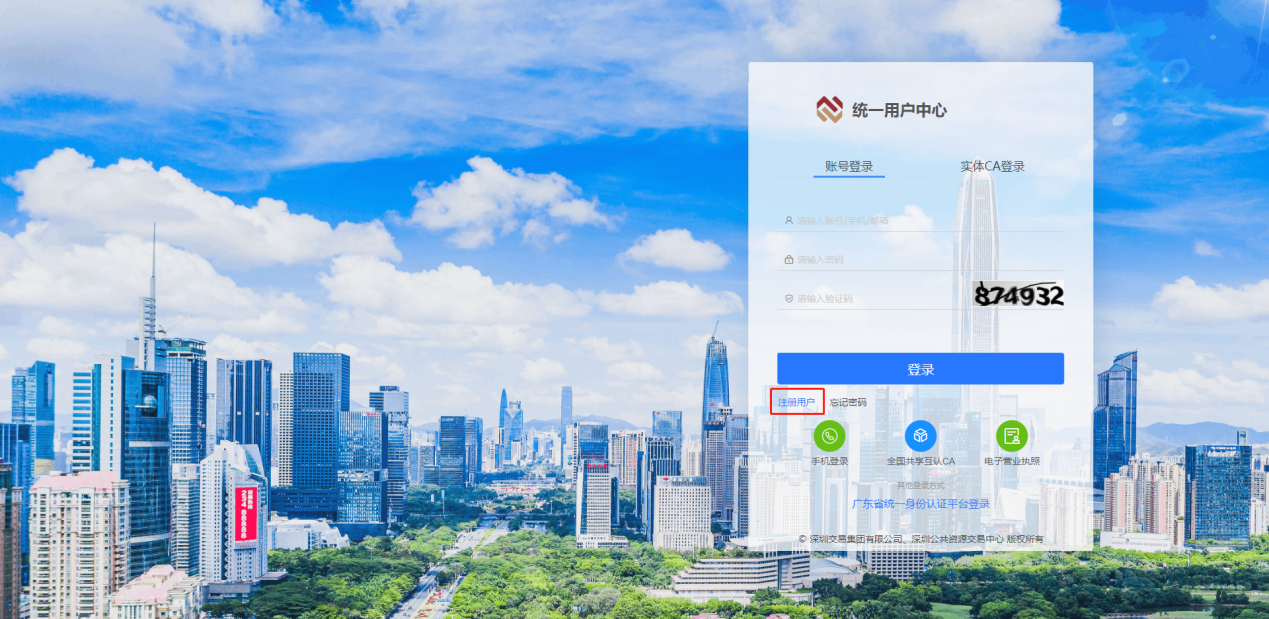 统一用户中心
账号登录 实体CA登录
请输入账号/手机/邮箱
请输入密码
请输入验证码 874932
登录
注册用户 忘记密码
手机登录 全国共享互认CA 电子营业执照
其他登录方式
广东省统一身份认证平台登录
© 深圳交易集团有限公司、深圳公共资源交易中心 版权所有